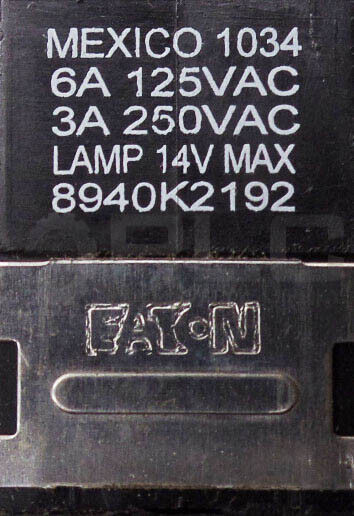 MEXICO 1034
6A 125VAC
3A 250VAC
LAMP 14V MAX
8940K2192
EATON